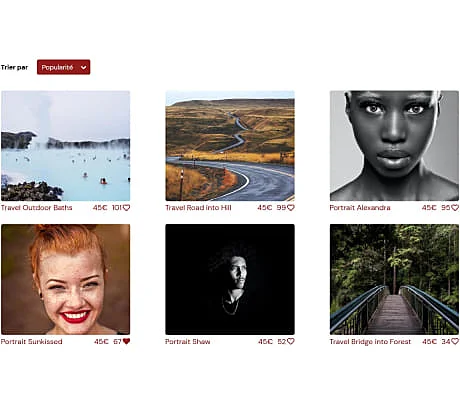 Trier par Popularité
Travel Outdoor Baths 45€ 101
Travel Road into Hill 45€ 99
Portrait Alexandra 45€ 95
Portrait Sunkissed 45€ 67
Portrait Shaw 45€ 52
Travel Bridge into Forest 45€ 34